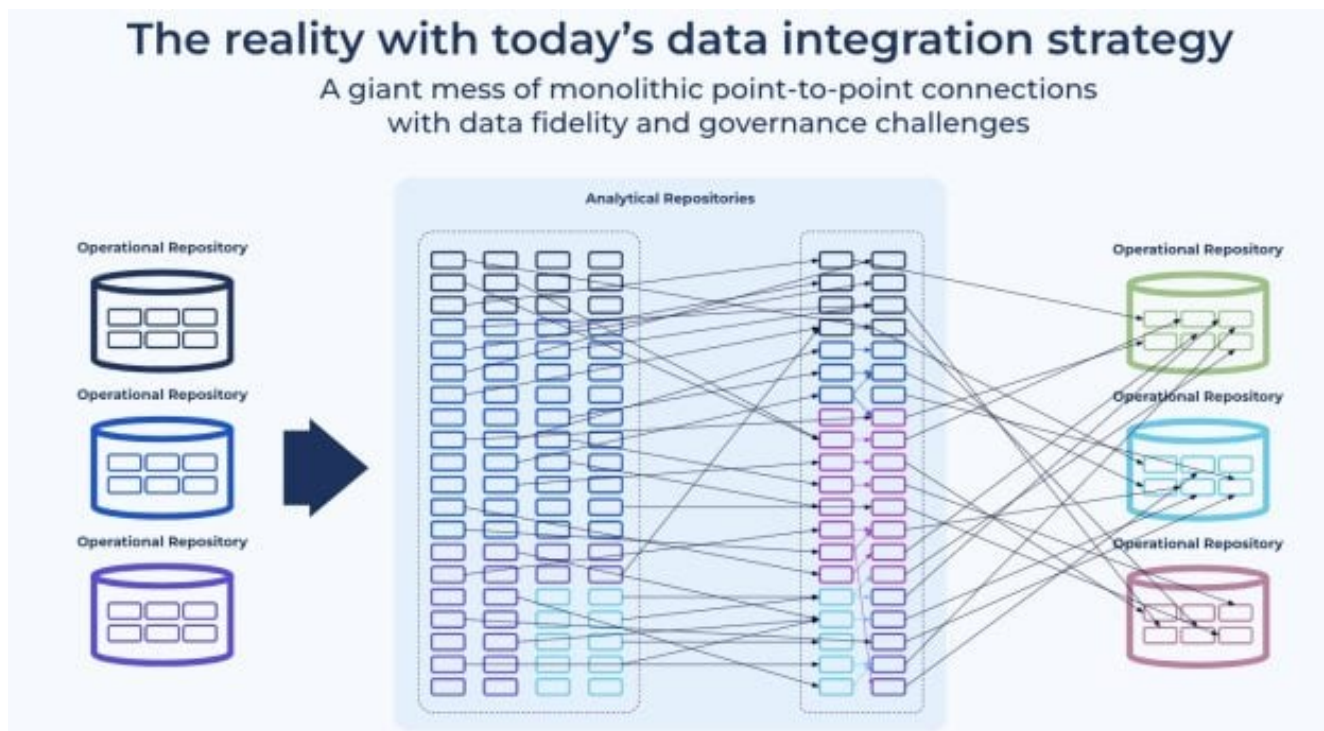 The reality with today's data integration strategy
A giant mess of monolithic point-to-point connections
with data fidelity and governance challenges
Analytical Repositories
Operational Repository
Operational Repository
Operational Repository
Operational Repository
Operational Repository
Operational Repository